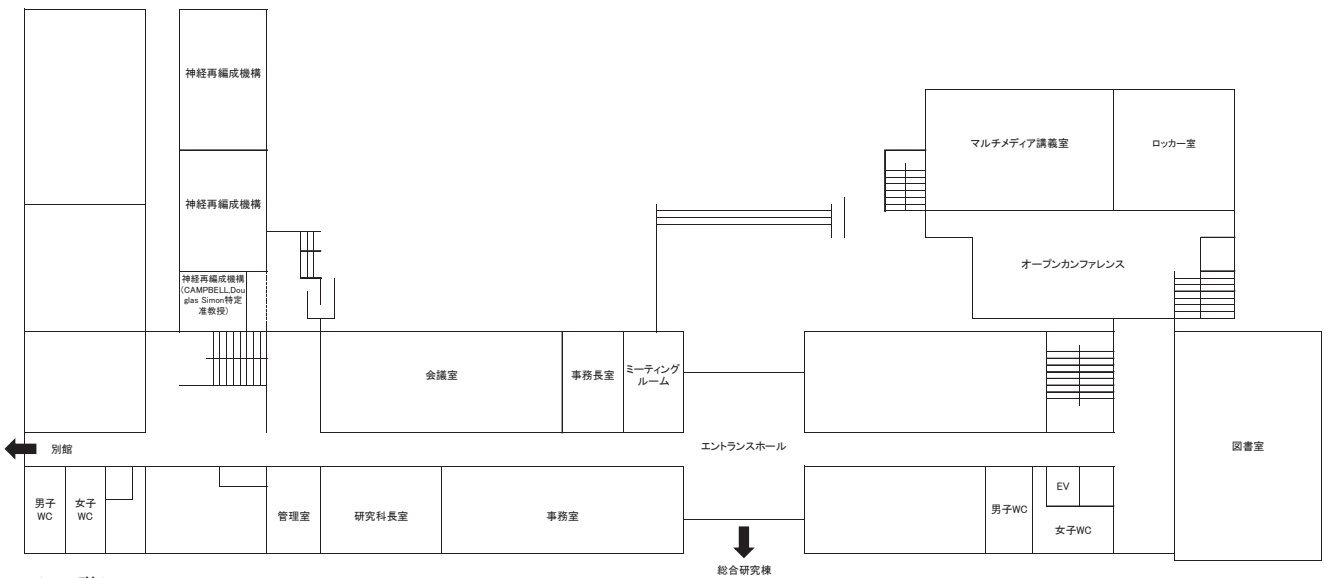 神経再編成機構
マルチメディア講義室
ロッカー室
神経再編成機構
オープンカンファレンス
神経再編成機構
(CAMPBELL,Dou
glas Simon特定
准教授)
会議室
事務長室
ミーティング
ルーム
エントランスホール
図書室
別館
男子
WC
女子
WC
管理室
研究科長室
事務室
男子WC
EV
女子WC
総合研究棟